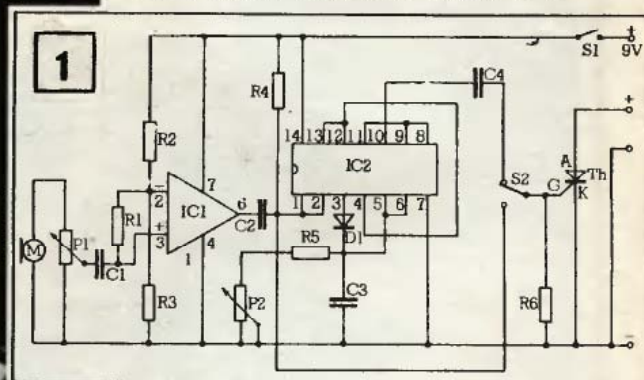 1
S1
+
9V
R4
C4
+
R2
14 13 12 11 10 9 8
A Th
7
IC2
S2
G
K
P1
R1
− 2
IC1
6
C2
1 2 3 4 5 6 7
M
+ 3
D1
C1
1 4
R5
R3
P2
C3
R6
−